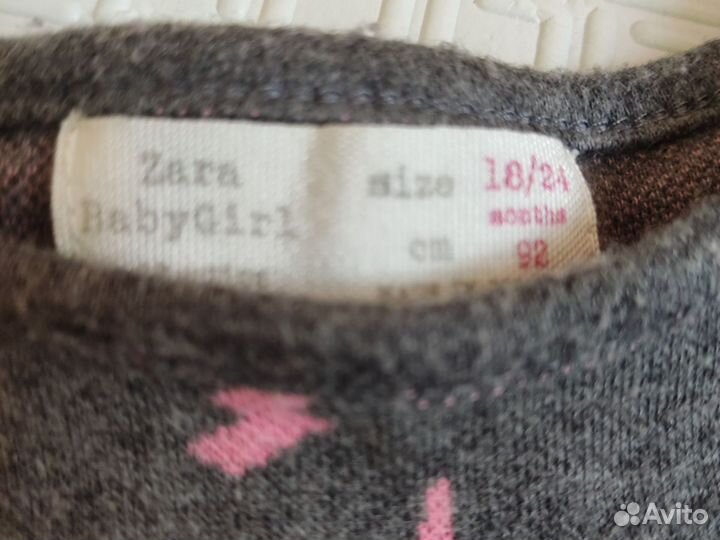 Zara
BabyGirl
size 18/24
months
cm 92
Avito